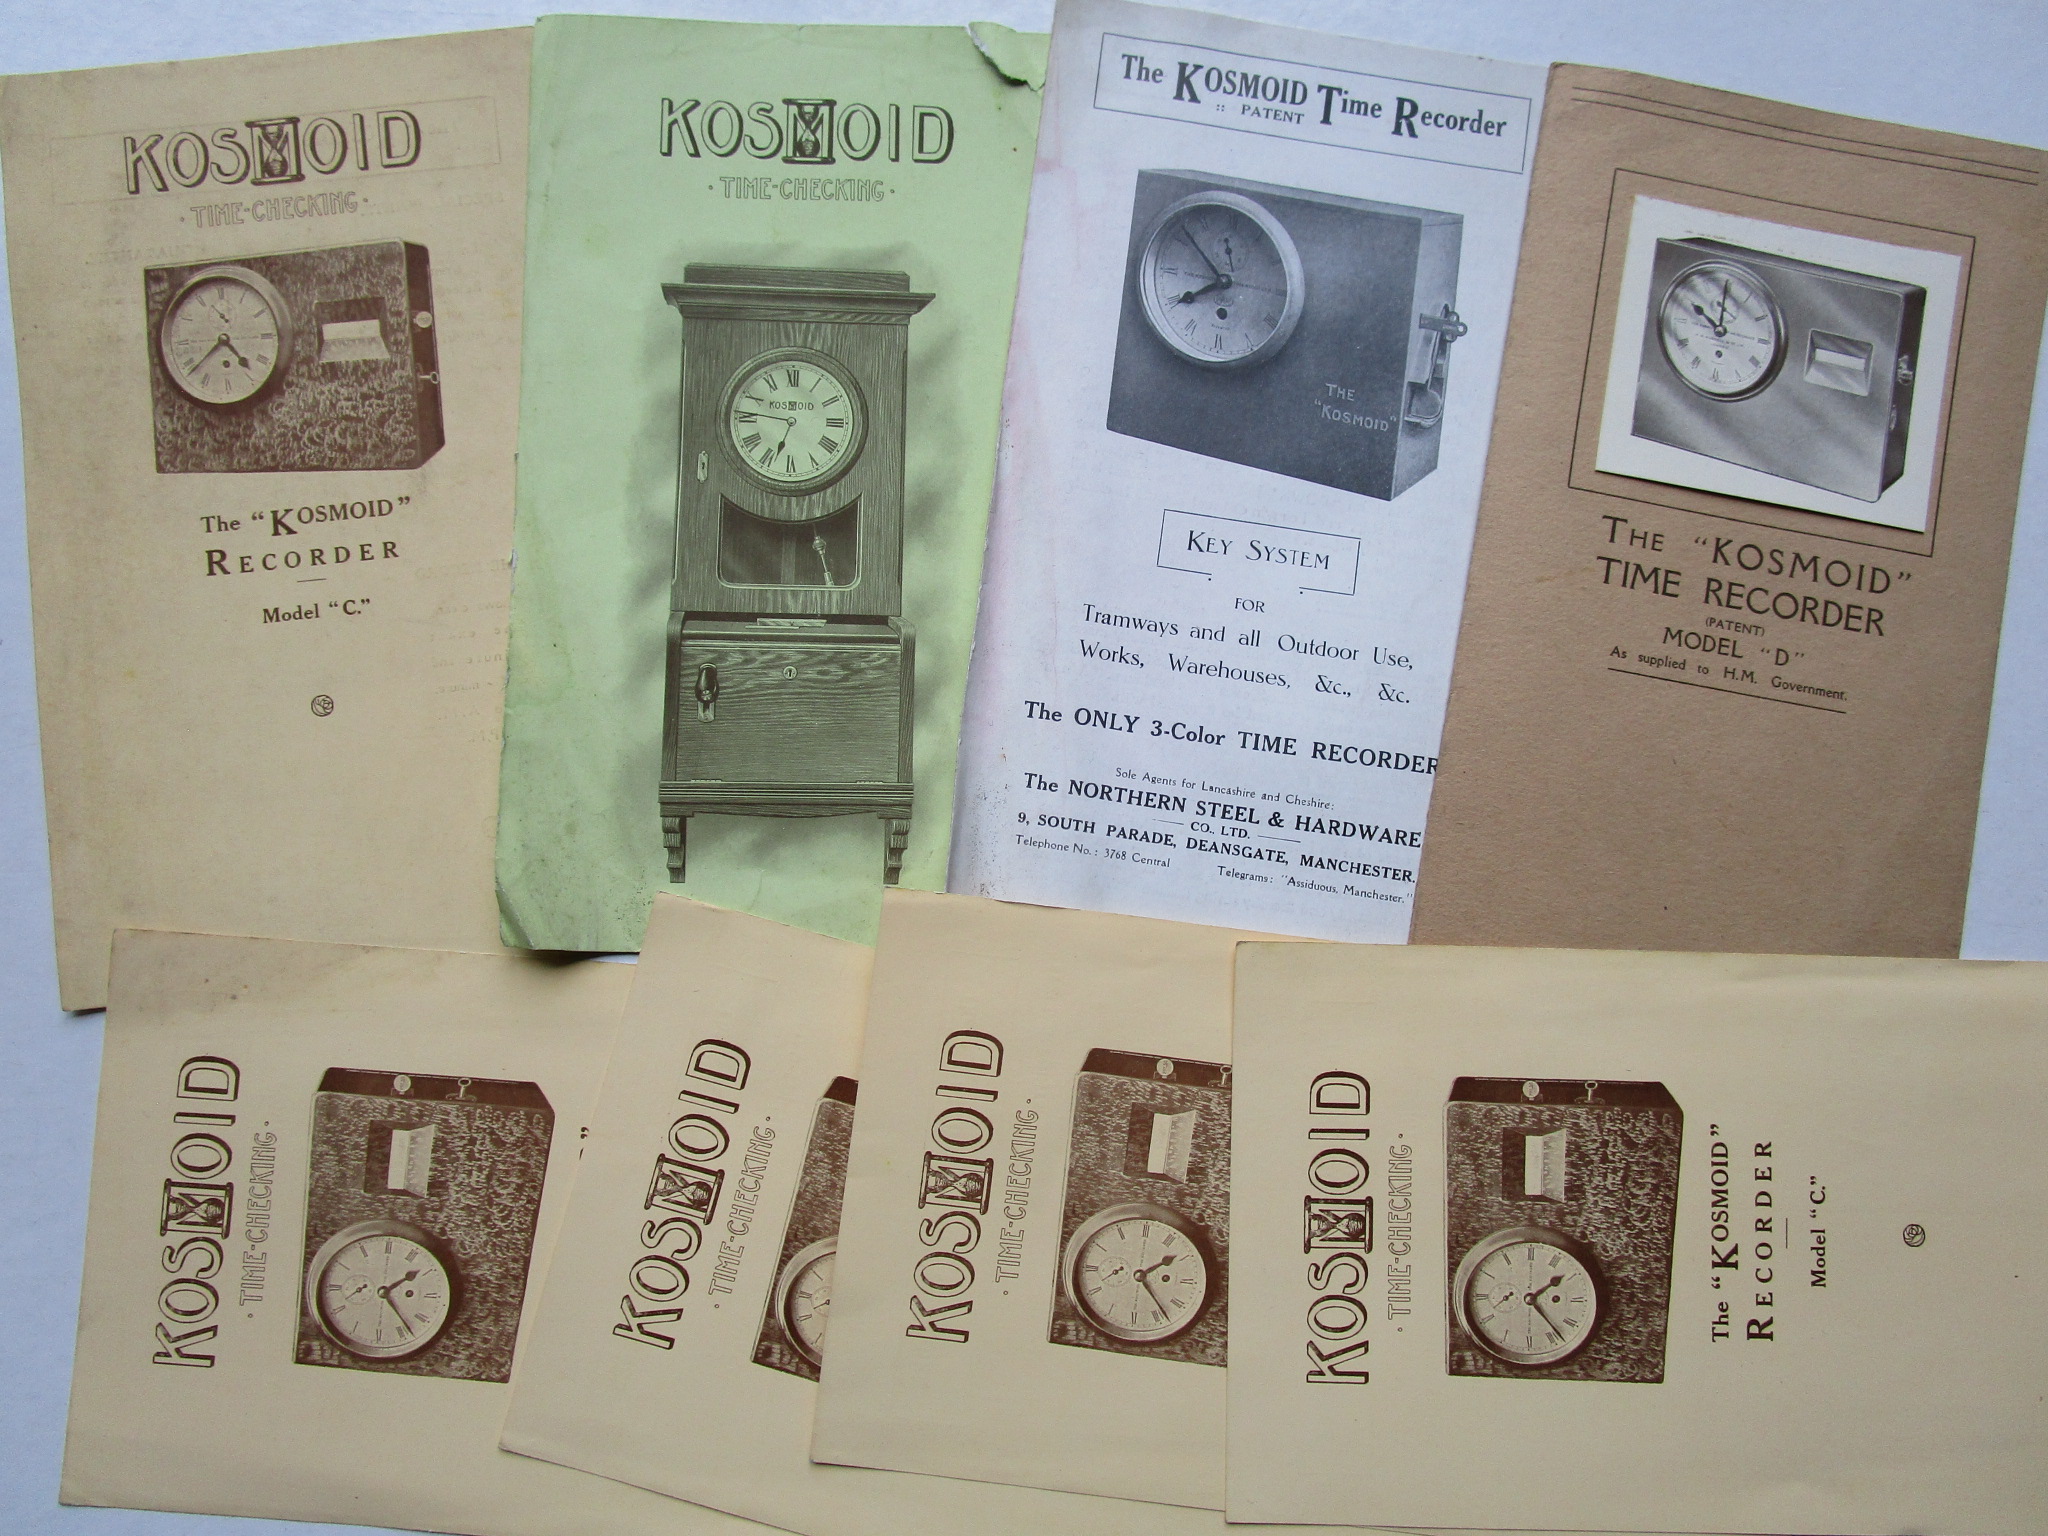 KOSMOID
· TIME-CHECKING ·
The "KOSMOID"
RECORDER
Model "C."
KOSMOID
· TIME-CHECKING ·
KOSMOID
The KOSMOID Time Recorder
:: PATENT
THE
"KOSMOID"
KEY SYSTEM
FOR
Tramways and all Outdoor Use,
Works, Warehouses, &c., &c.
The ONLY 3-Color TIME RECORDER
Sole Agents for Lancashire and Cheshire:
The NORTHERN STEEL & HARDWARE
CO., LTD.
9, SOUTH PARADE, DEANSGATE, MANCHESTER.
Telephone No.: 3768 Central
Telegrams: "Assiduous, Manchester."
THE "KOSMOID"
TIME RECORDER
(PATENT)
MODEL "D"
As supplied to H.M. Government.
KOSMOID
· TIME-CHECKING ·
"
KOSMOID
· TIME-CHECKING ·
KOSMOID
· TIME-CHECKING ·
KOSMOID
· TIME-CHECKING ·
The "KOSMOID"
RECORDER
Model "C."